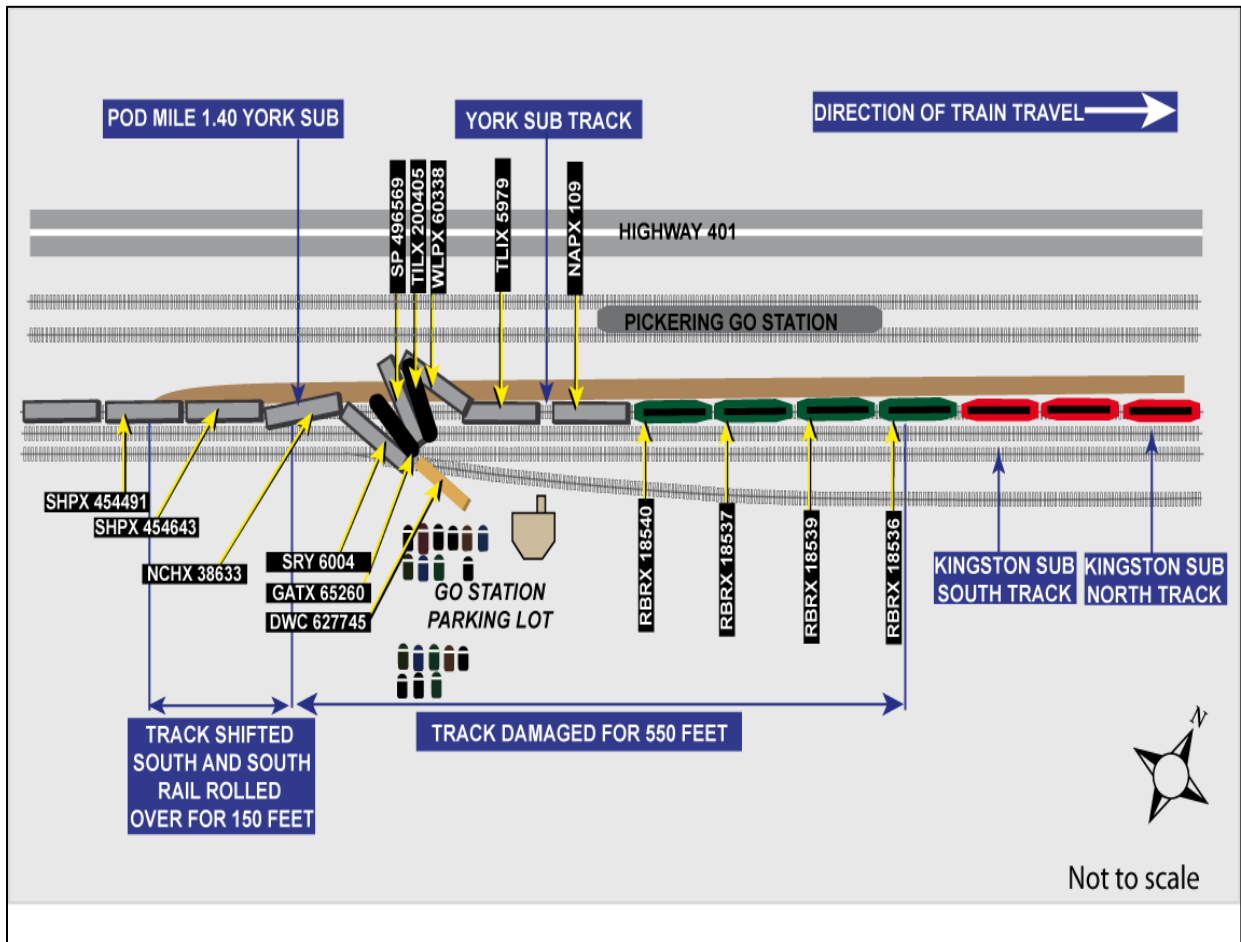 POD MILE 1.40 YORK SUB
YORK SUB TRACK
DIRECTION OF TRAIN TRAVEL
SP 496569
TILX 200405
WLPX 60338
TLIX 5979
NAPX 109
HIGHWAY 401
PICKERING GO STATION
SHPX 454491
SHPX 454643
NCHX 38633
SRY 6004
GATX 65260
DWC 627745
GO STATION
PARKING LOT
RBRX 18540
RBRX 18537
RBRX 18539
RBRX 18536
KINGSTON SUB
SOUTH TRACK
KINGSTON SUB
NORTH TRACK
TRACK SHIFTED
SOUTH AND SOUTH
RAIL ROLLED
OVER FOR 150 FEET
TRACK DAMAGED FOR 550 FEET
N
Not to scale